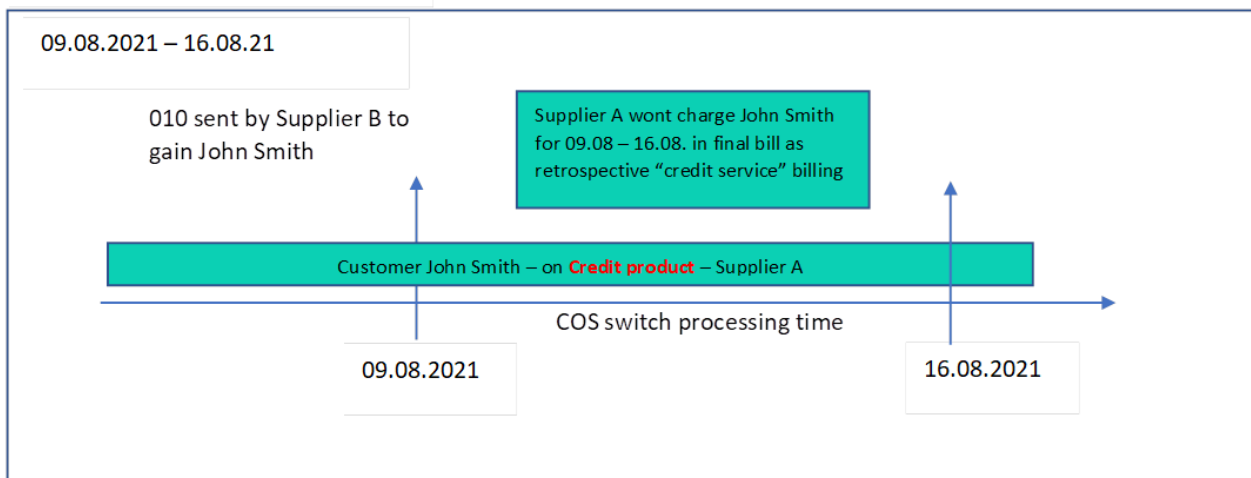 09.08.2021 – 16.08.21
010 sent by Supplier B to
gain John Smith
Supplier A wont charge John Smith
for 09.08 – 16.08. in final bill as
retrospective “credit service” billing
Customer John Smith – on Credit product – Supplier A
COS switch processing time
09.08.2021
16.08.2021